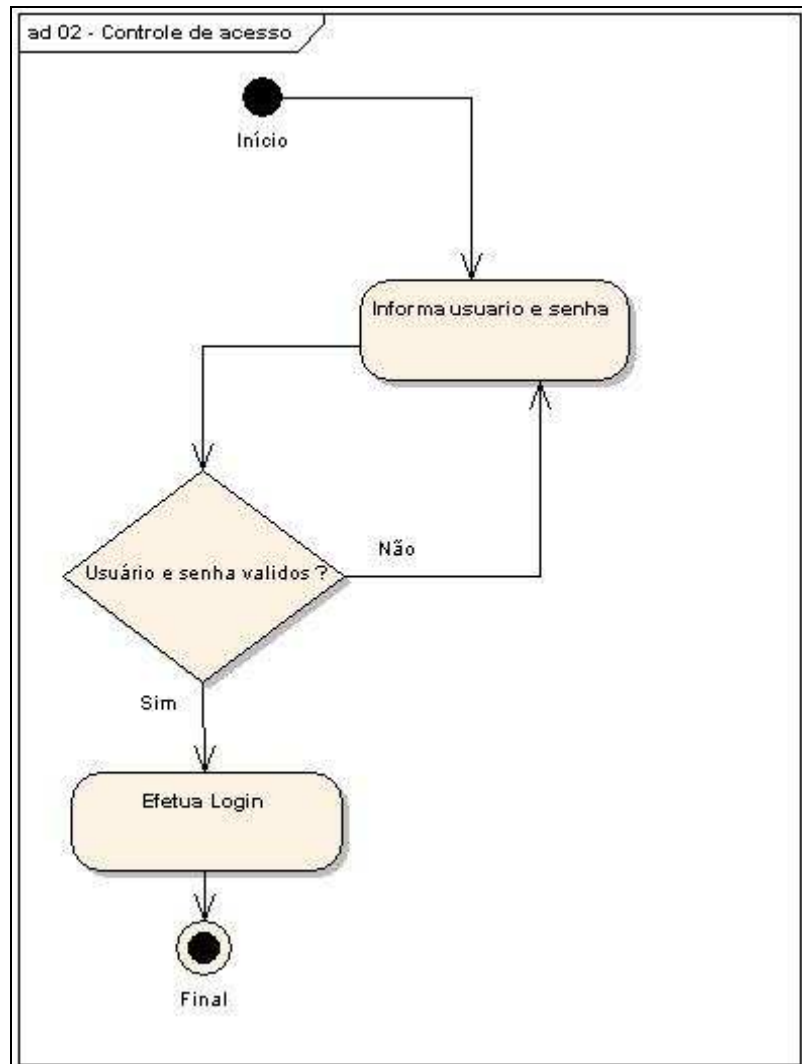 ad 02 - Controle de acesso
Início
Informa usuario e senha
Não
Usuário e senha validos ?
Sim
Efetua Login
Final